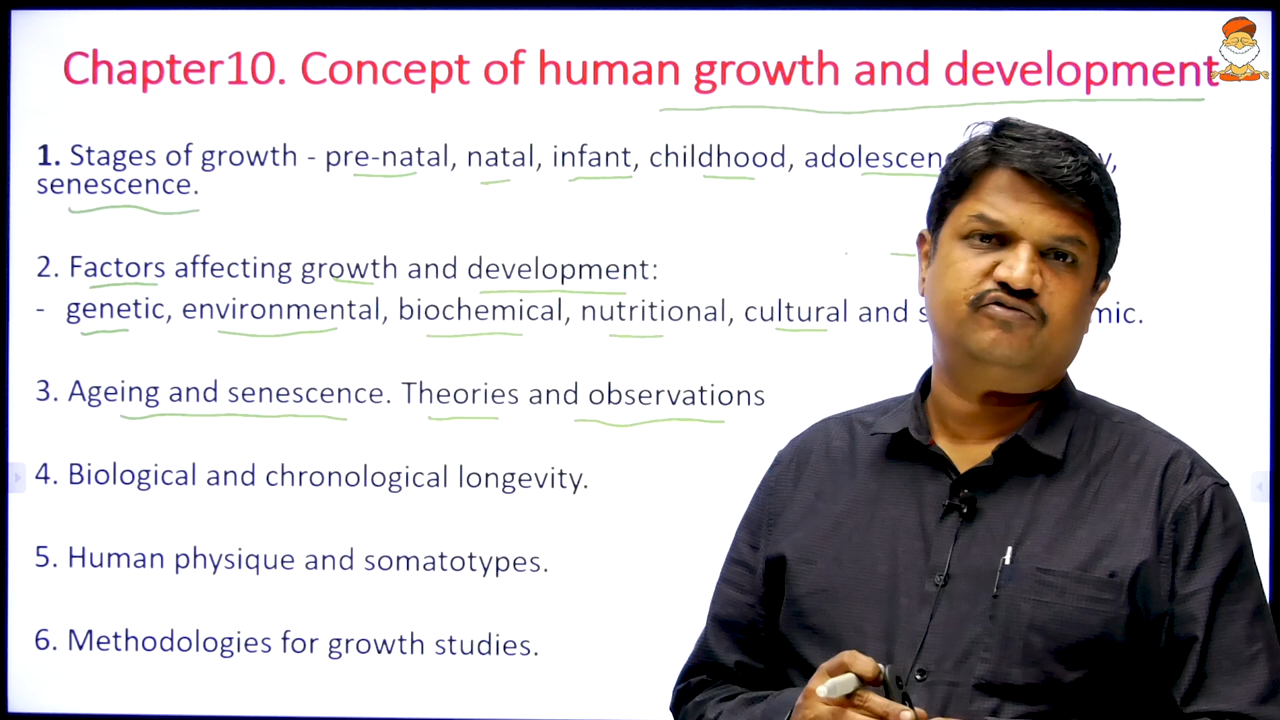 Chapter10. Concept of human growth and development
1. Stages of growth - pre-natal, natal, infant, childhood,
senescence.
2. Factors affecting growth and development:
- genetic, environmental, biochemical, nutritional, cultural and
3. Ageing and senescence. Theories and observations
4. Biological and chronological longevity.
5. Human physique and somatotypes.
6. Methodologies for growth studies.